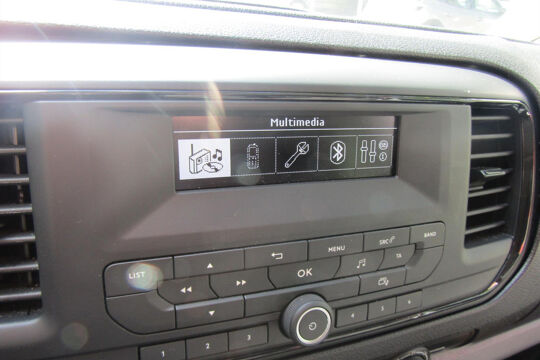 Multimedia
LIST
MENU
SRC
BAND
OK
TA
1 2 3 4 5 6